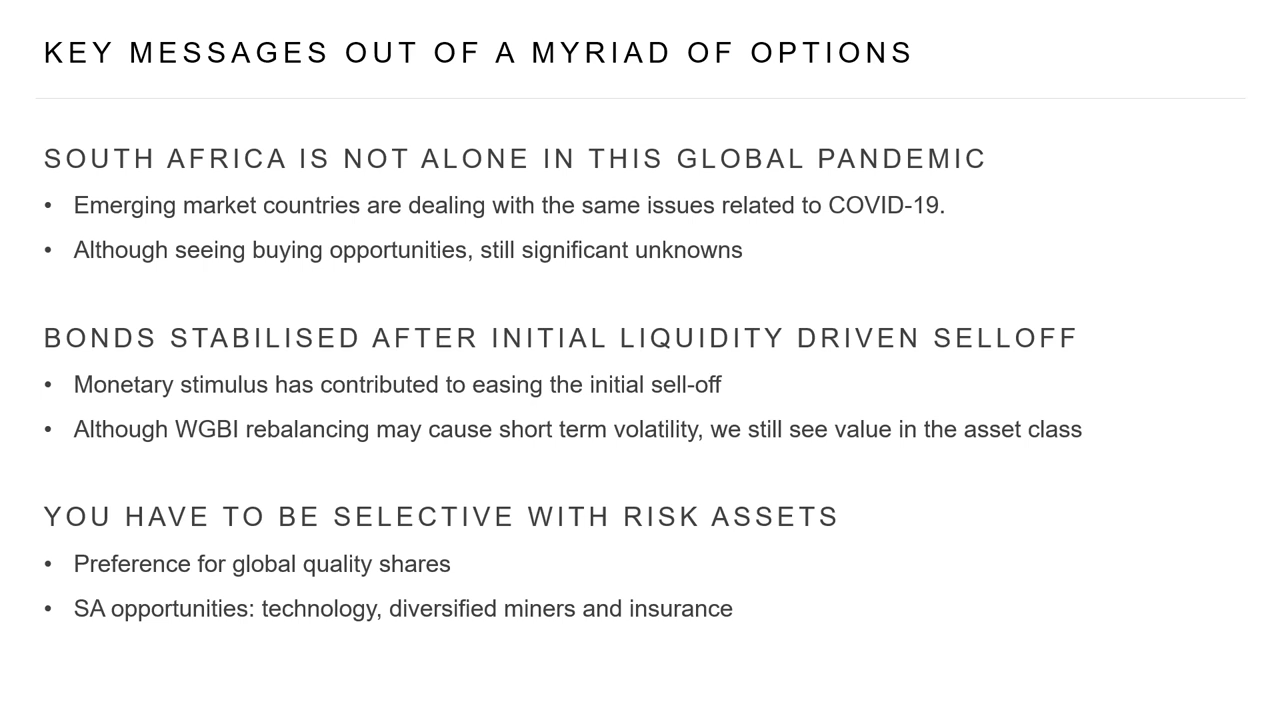 KEY MESSAGES OUT OF A MYRIAD OF OPTIONS
SOUTH AFRICA IS NOT ALONE IN THIS GLOBAL PANDEMIC
• Emerging market countries are dealing with the same issues related to COVID-19.
• Although seeing buying opportunities, still significant unknowns
BONDS STABILISED AFTER INITIAL LIQUIDITY DRIVEN SELLOFF
• Monetary stimulus has contributed to easing the initial sell-off
• Although WGBI rebalancing may cause short term volatility, we still see value in the asset class
YOU HAVE TO BE SELECTIVE WITH RISK ASSETS
• Preference for global quality shares
• SA opportunities: technology, diversified miners and insurance